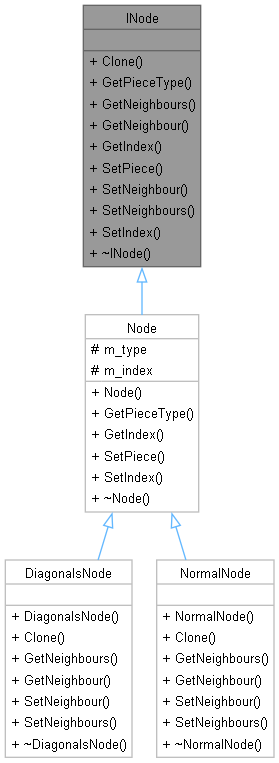 INode
+ Clone()
+ GetPieceType()
+ GetNeighbours()
+ GetNeighbour()
+ GetIndex()
+ SetPiece()
+ SetNeighbour()
+ SetNeighbours()
+ SetIndex()
+ ~INode()
Node
# m_type
# m_index
+ Node()
+ GetPieceType()
+ GetIndex()
+ SetPiece()
+ SetIndex()
+ ~Node()
DiagonalsNode
+ DiagonalsNode()
+ Clone()
+ GetNeighbours()
+ GetNeighbour()
+ SetNeighbour()
+ SetNeighbours()
+ ~DiagonalsNode()
NormalNode
+ NormalNode()
+ Clone()
+ GetNeighbours()
+ GetNeighbour()
+ SetNeighbour()
+ SetNeighbours()
+ ~NormalNode()